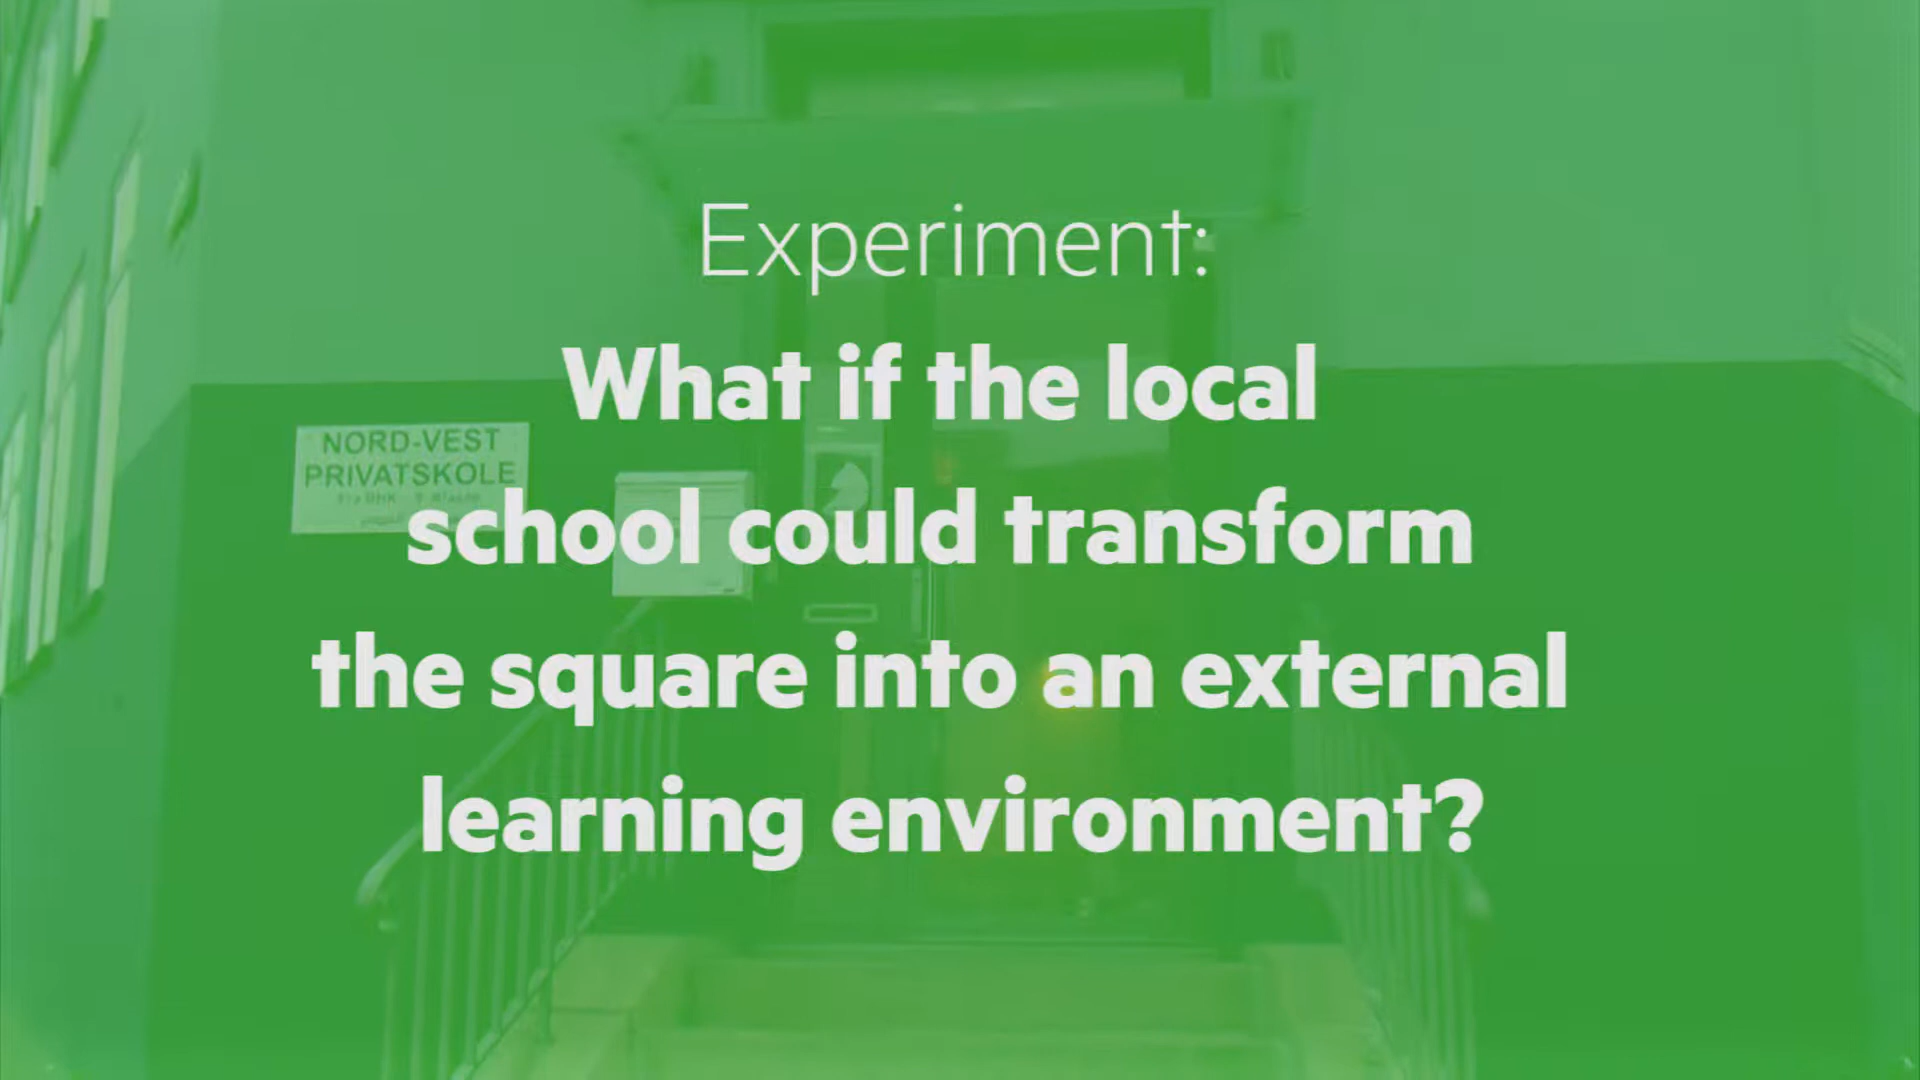 Experiment:
What if the local
school could transform
the square into an external
learning environment?
NORD-VEST
PRIVATSKOLE